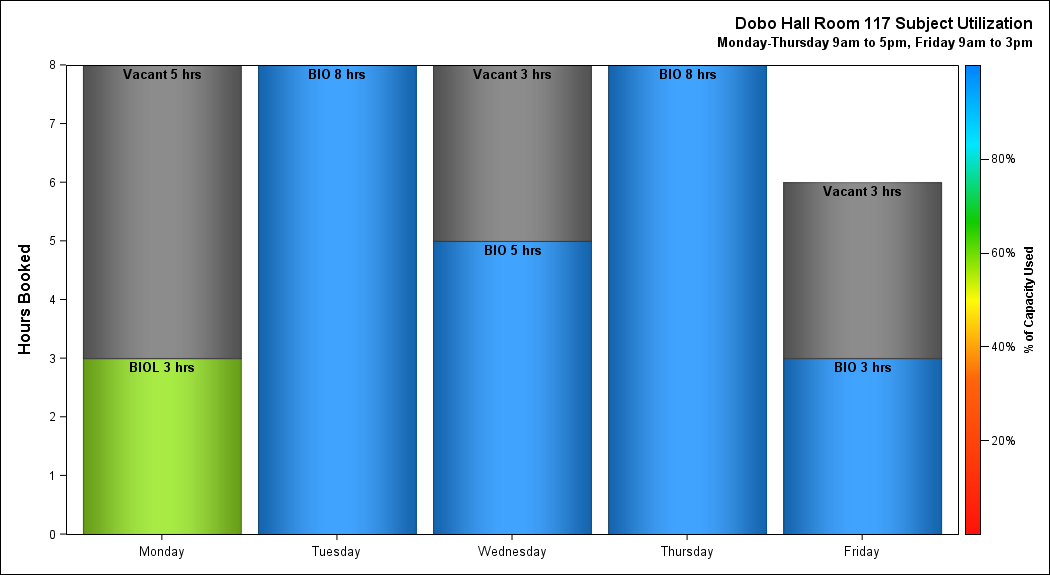 Dobo Hall Room 117 Subject Utilization
Monday-Thursday 9am to 5pm, Friday 9am to 3pm
Hours Booked
8
7
6
5
4
3
2
1
0
Vacant 5 hrs
BIOL 3 hrs
BIO 8 hrs
Vacant 3 hrs
BIO 5 hrs
BIO 8 hrs
Vacant 3 hrs
BIO 3 hrs
Monday
Tuesday
Wednesday
Thursday
Friday
80%
60%
40%
20%
% of Capacity Used